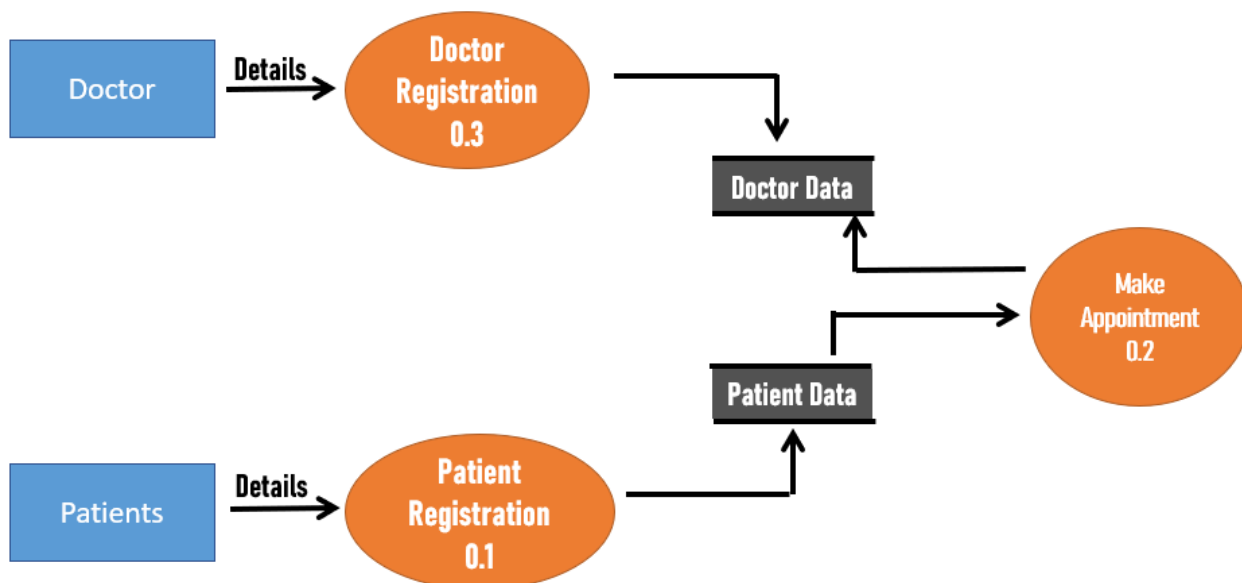 Doctor
Details
Doctor
Registration
0.3
Doctor Data
Make
Appointment
0.2
Patient Data
Patients
Details
Patient
Registration
0.1